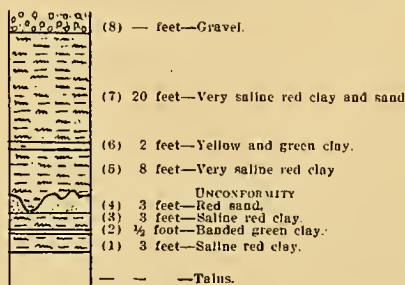 (8) — feet—Gravel.
(7) 20 feet—Very saline red clay and sand
(6) 2 feet—Yellow and green clay.
(5) 8 feet—Very saline red clay
UNCONFORMITY
(4) 3 feet—Red sand.
(3) 3 feet—Saline red clay.
(2) ½ foot—Banded green clay.
(1) 3 feet—Saline red clay.
— — —Talus.